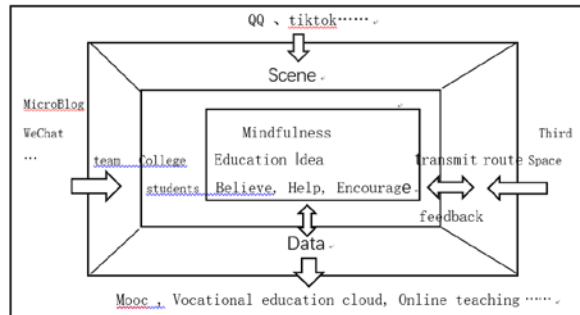 QQ 、tiktok……
Scene
MicroBlog
WeChat
…
Mindfulness
Third
team College Education Idea transmit route Space
students Believe, Help, Encourage
feedback
Data
Mooc , Vocational education cloud, Online teaching ……